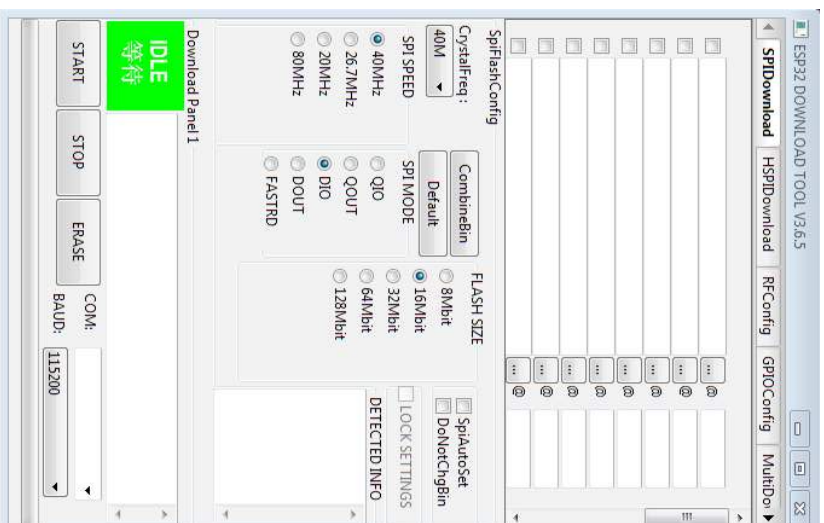 ESP32 DOWNLOAD TOOL V3.6.5
SPIDownload HSPIDownload RFConfig GPIOConfig MultiDo
... @
... @
... @
... @
... @
... @
... @
... @
SpiFlashConfig
CrystalFreq :
40M
CombineBin
Default
SPI SPEED
40MHz
26.7MHz
20MHz
80MHz
SPI MODE
QIO
QOUT
DIO
DOUT
FASTRD
FLASH SIZE
8Mbit
16Mbit
32Mbit
64Mbit
128Mbit
SpiAutoSet
DoNotChgBin
LOCK SETTINGS
DETECTED INFO
Download Panel 1
IDLE
等待
START STOP ERASE
COM:
BAUD: 115200